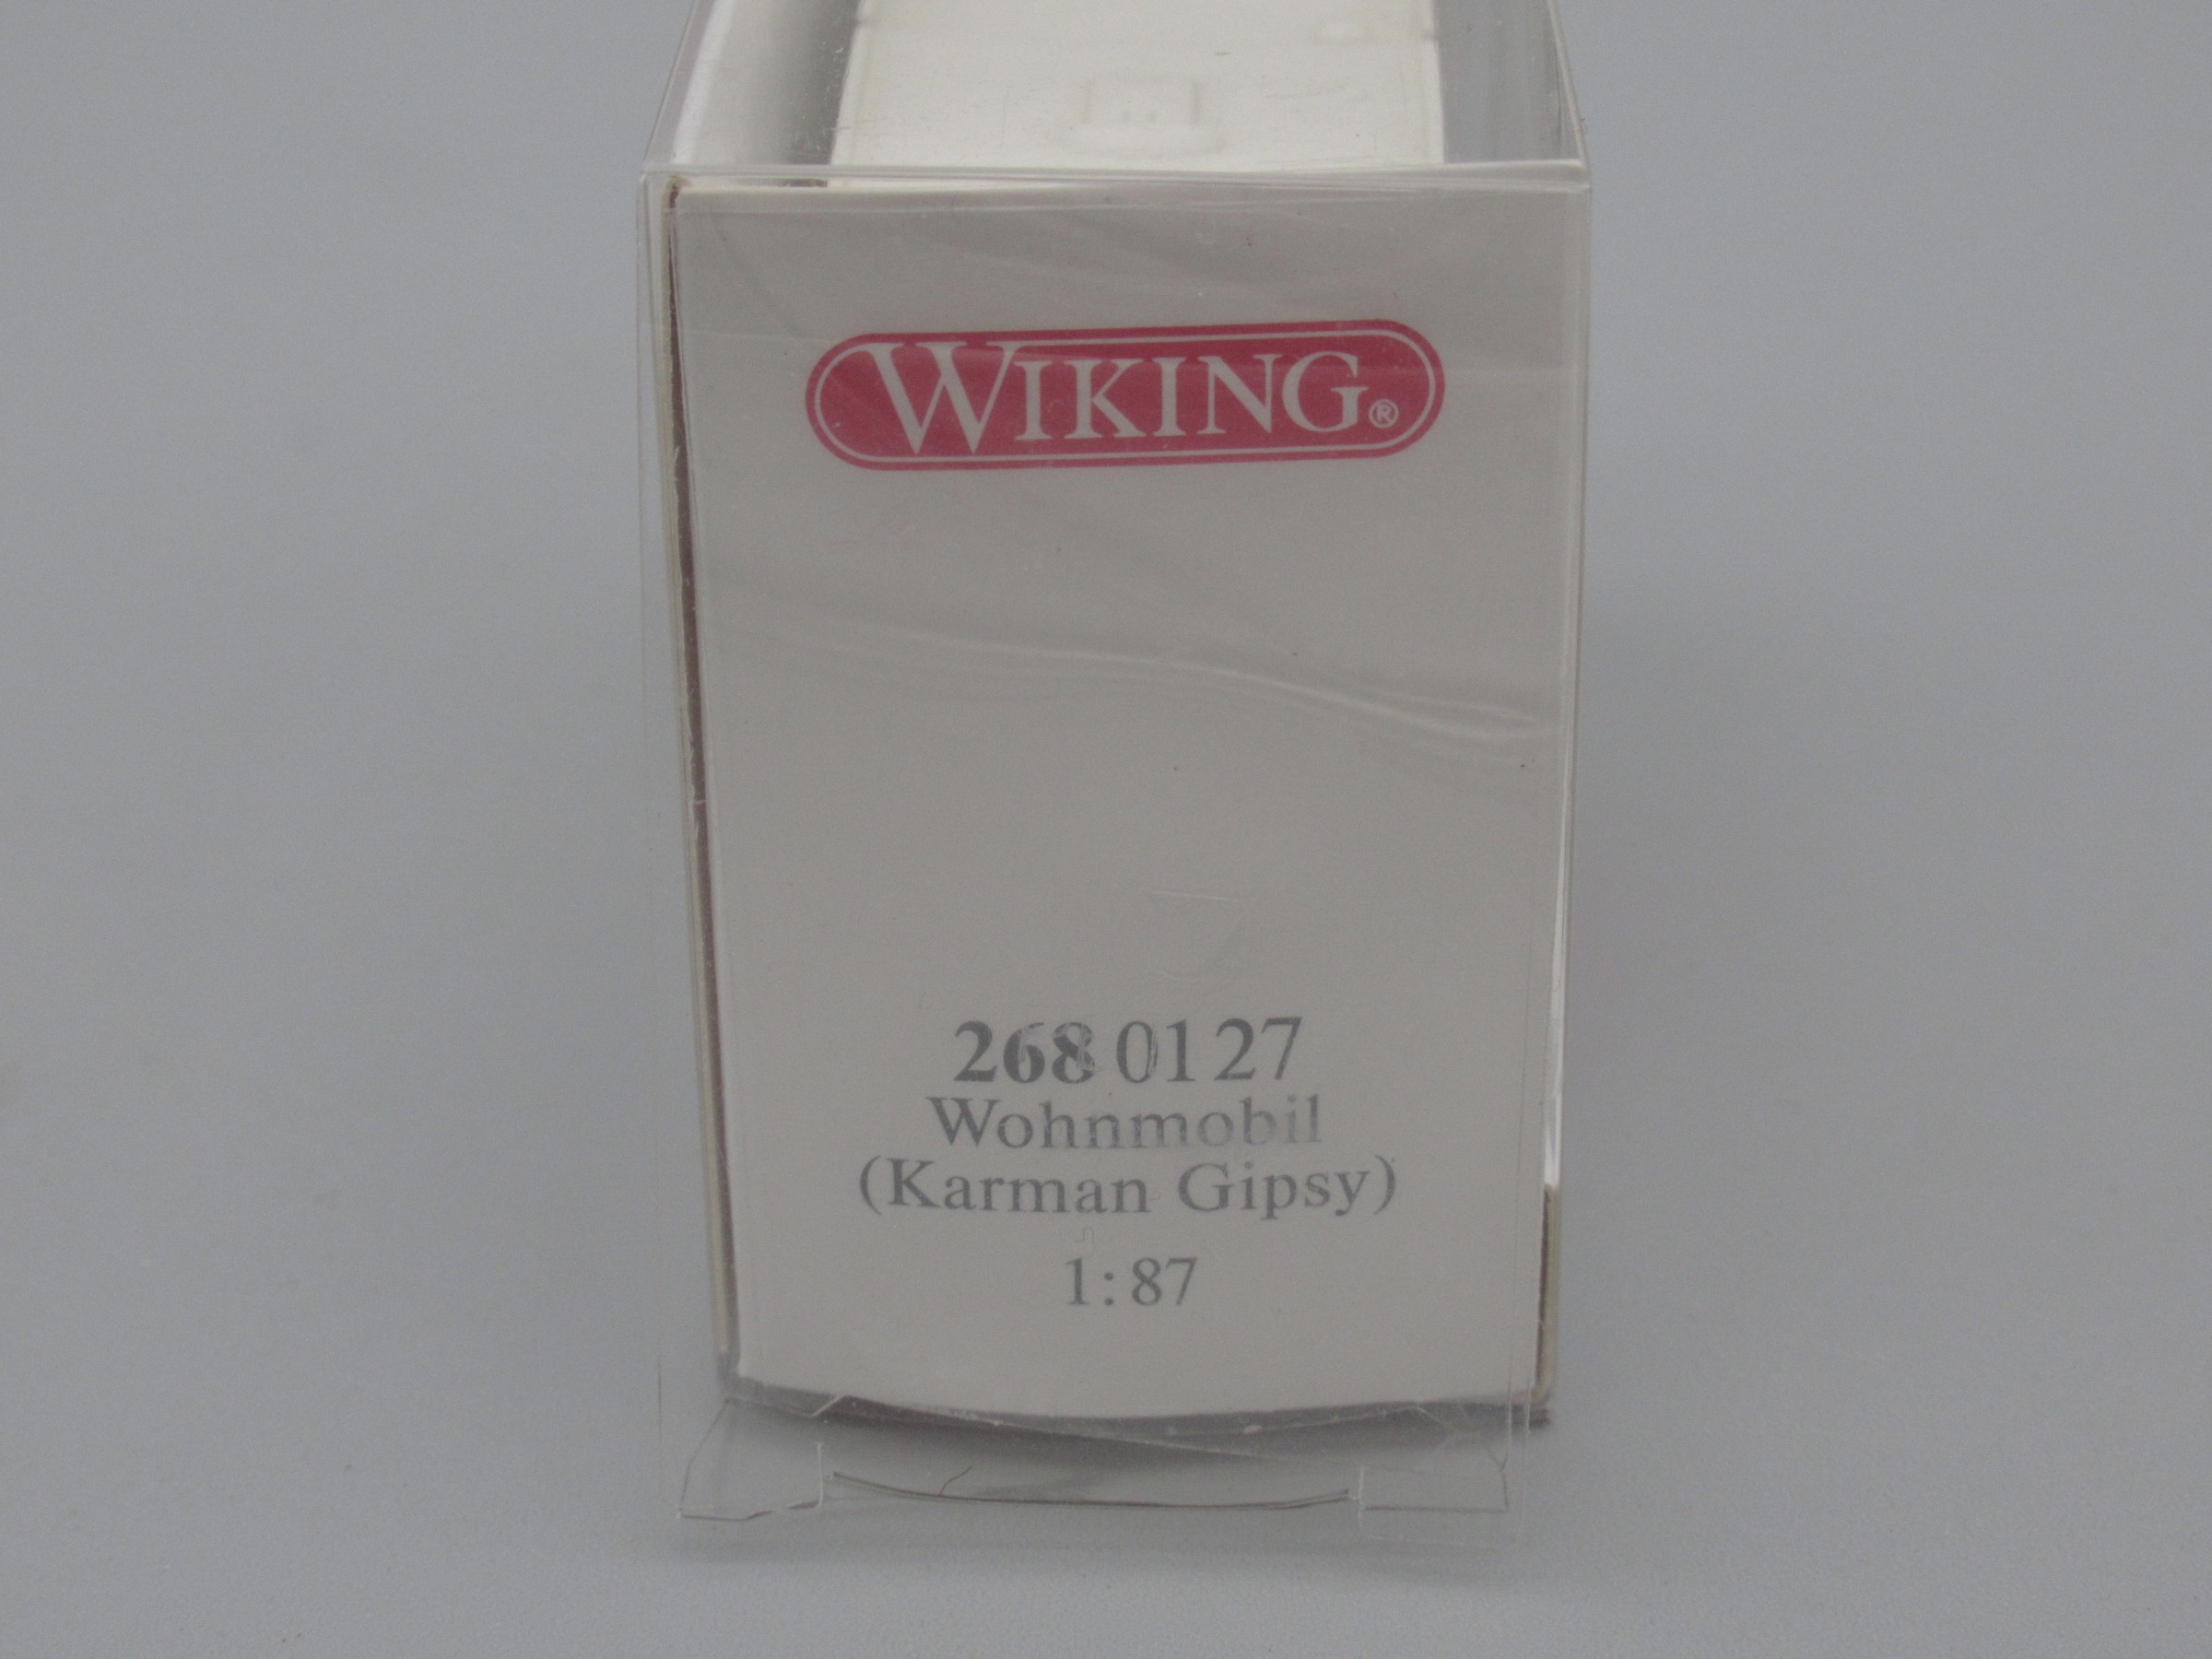 WIKING®
268 01 27
Wohnmobil
(Karman Gipsy)
1:87